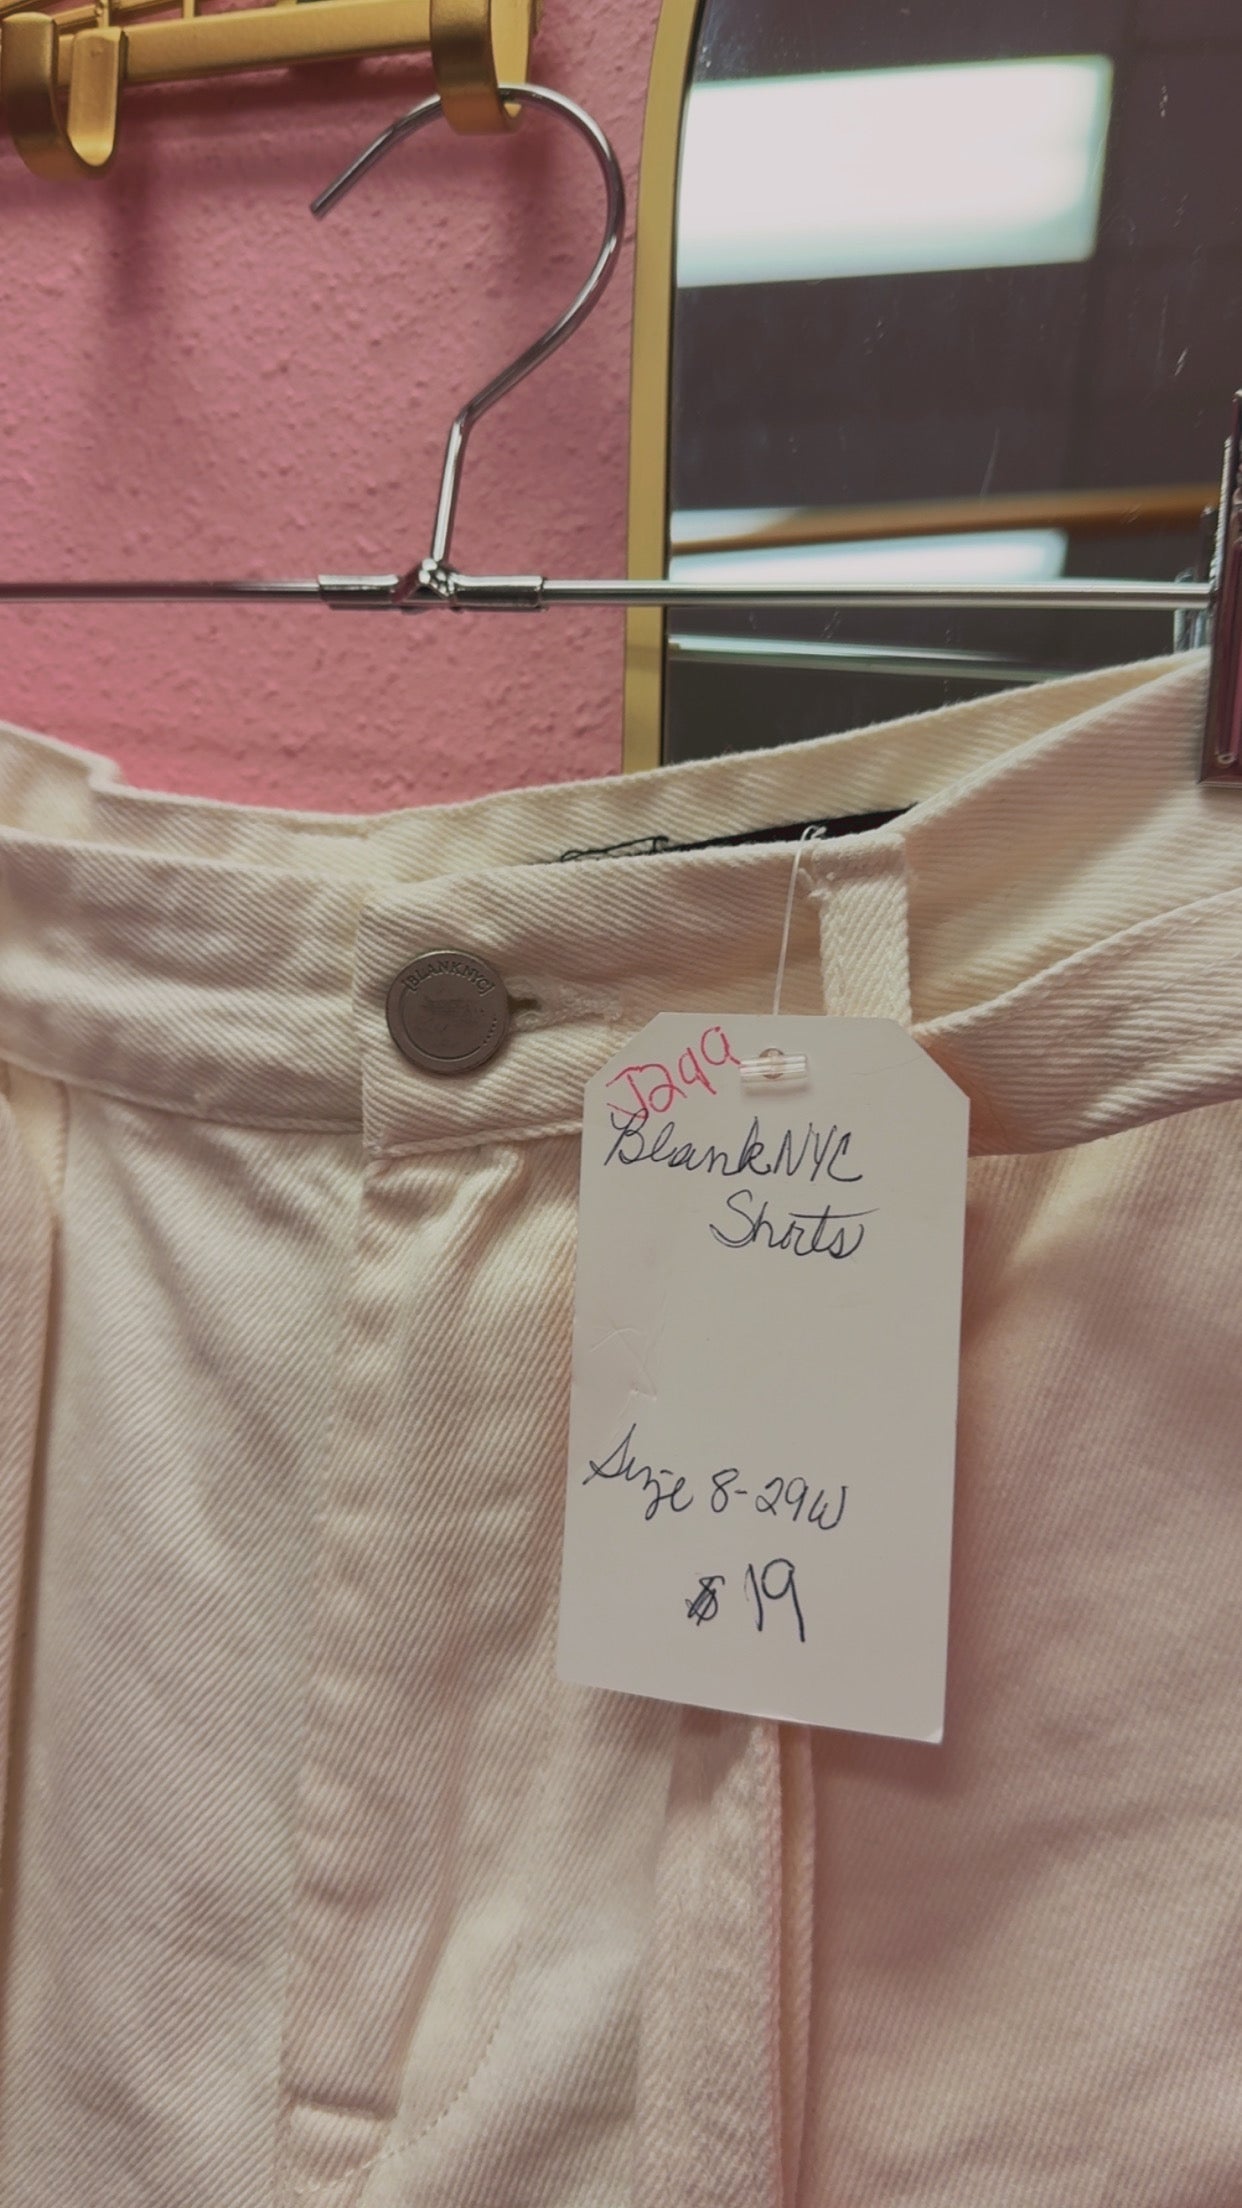 [BLANKNYC]
J299
BlankNYC
Shorts
Size 8-29W
$19